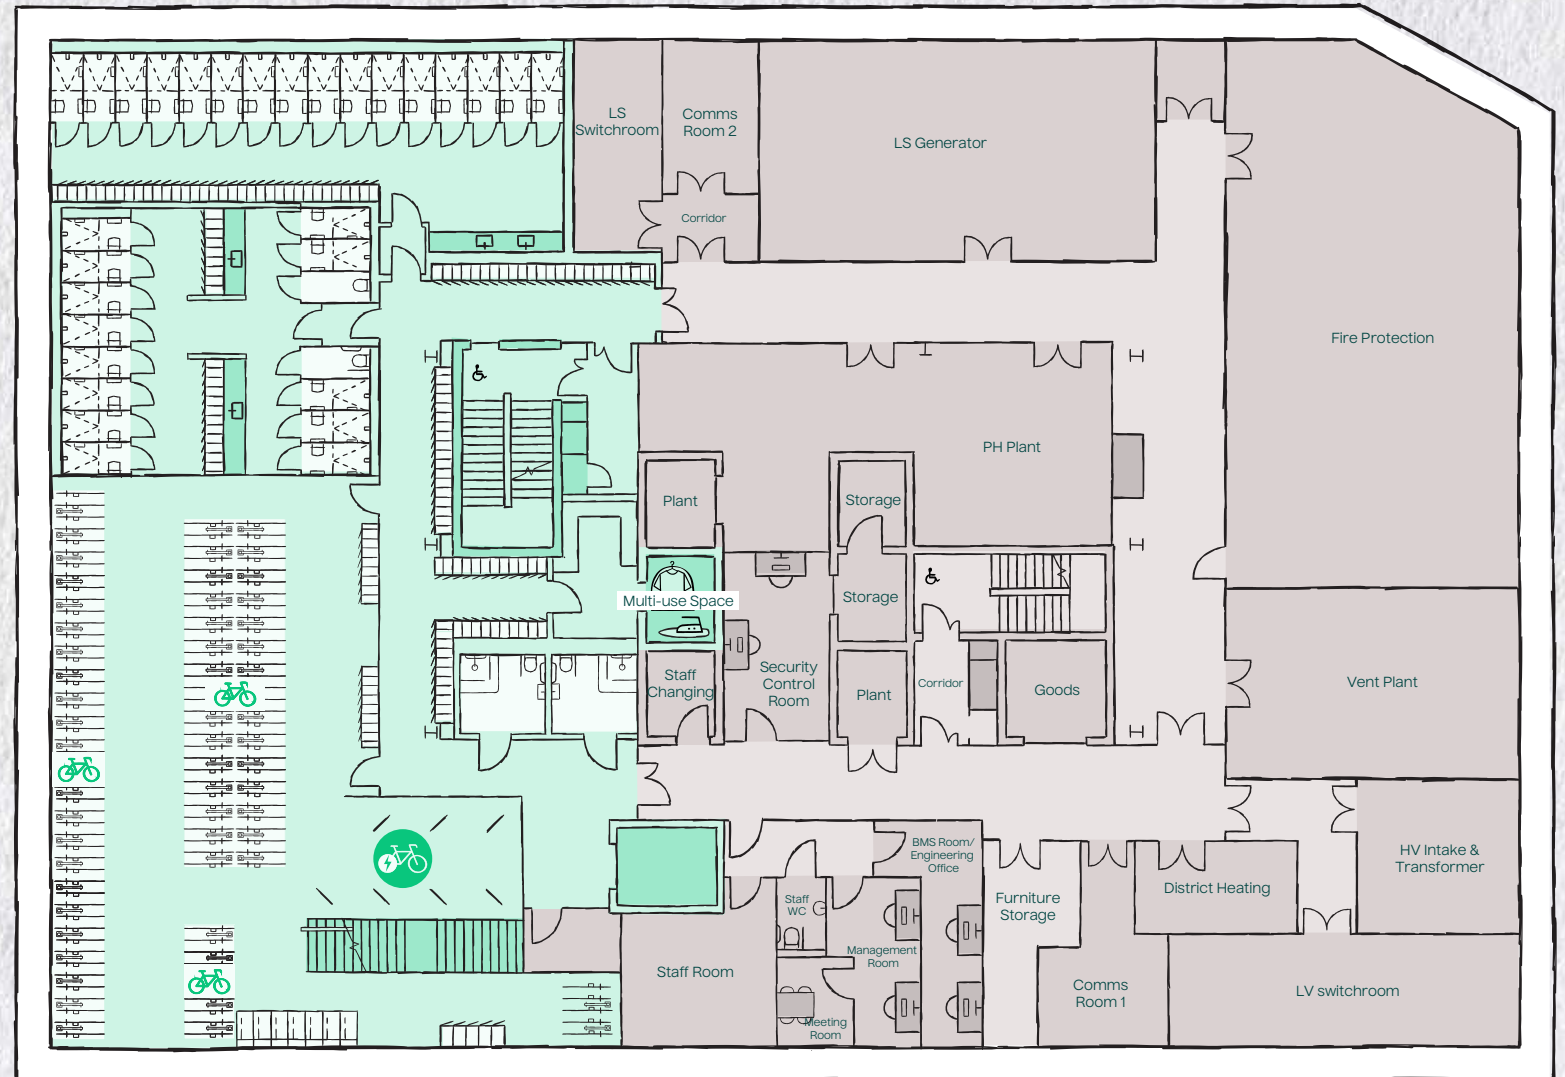 LS
Switchroom
Comms
Room 2
LS Generator
Corridor
Fire Protection
PH Plant
Plant
Storage
Multi-use Space
Storage
Staff
Changing
Security
Control
Room
Plant
Corridor
Goods
Vent Plant
BMS Room/
Engineering
Office
HV Intake &
Transformer
District Heating
Staff
WC
Furniture
Storage
Management
Room
Staff Room
Comms
Room 1
LV switchroom
Meeting
Room